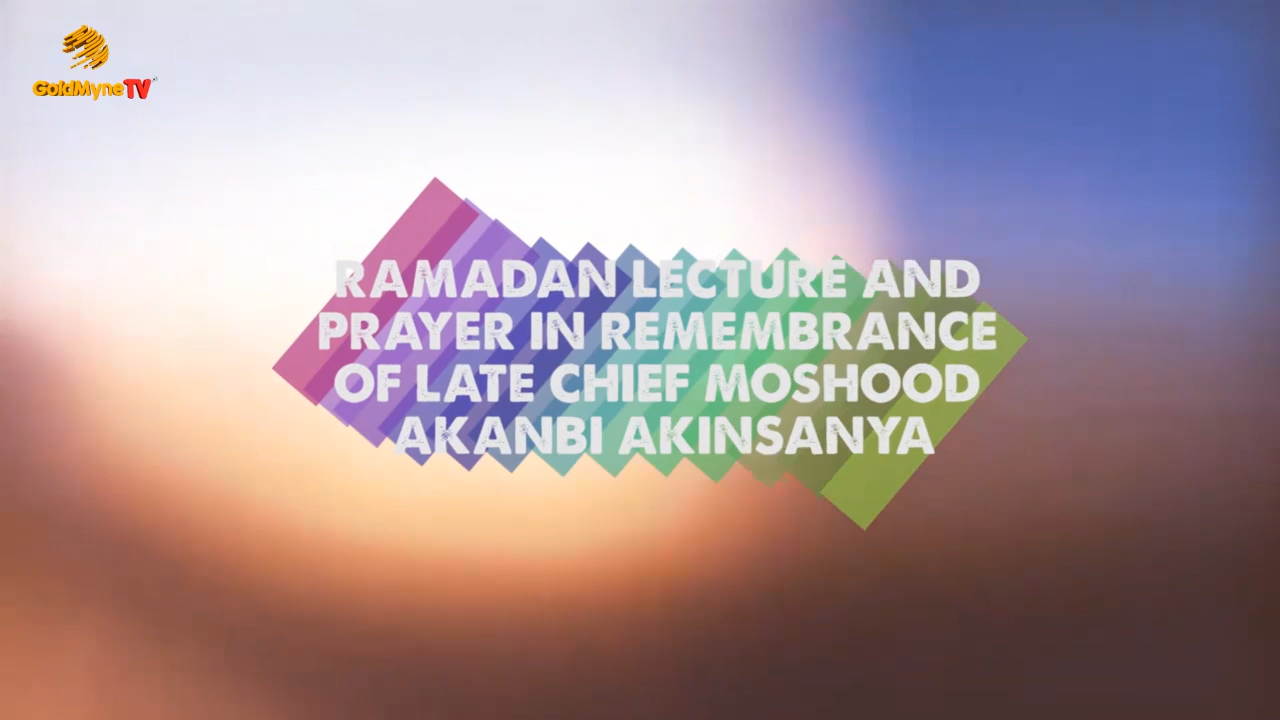 GoldMyneTV
RAMADAN LECTURE AND
PRAYER IN REMEMBRANCE
OF LATE CHIEF MOSHOOD
AKANBI AKINSANYA